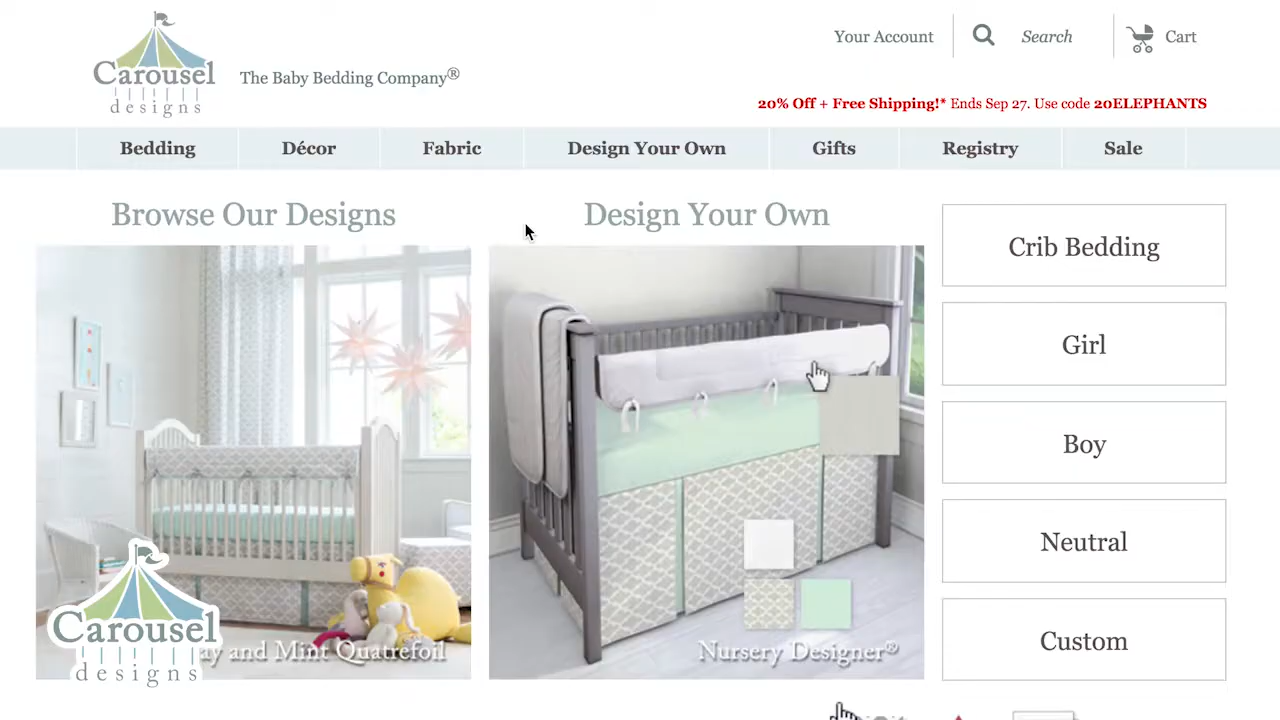 Carousel
designs
The Baby Bedding Company®
Your Account
Search
Cart
20% Off + Free Shipping!* Ends Sep 27. Use code 20ELEPHANTS
Bedding
Décor
Fabric
Design Your Own
Gifts
Registry
Sale
Browse Our Designs
Design Your Own
Crib Bedding
Girl
Boy
Neutral
Custom
Carousel
designs
and Mint Quatrefoil
Nursery Designer®